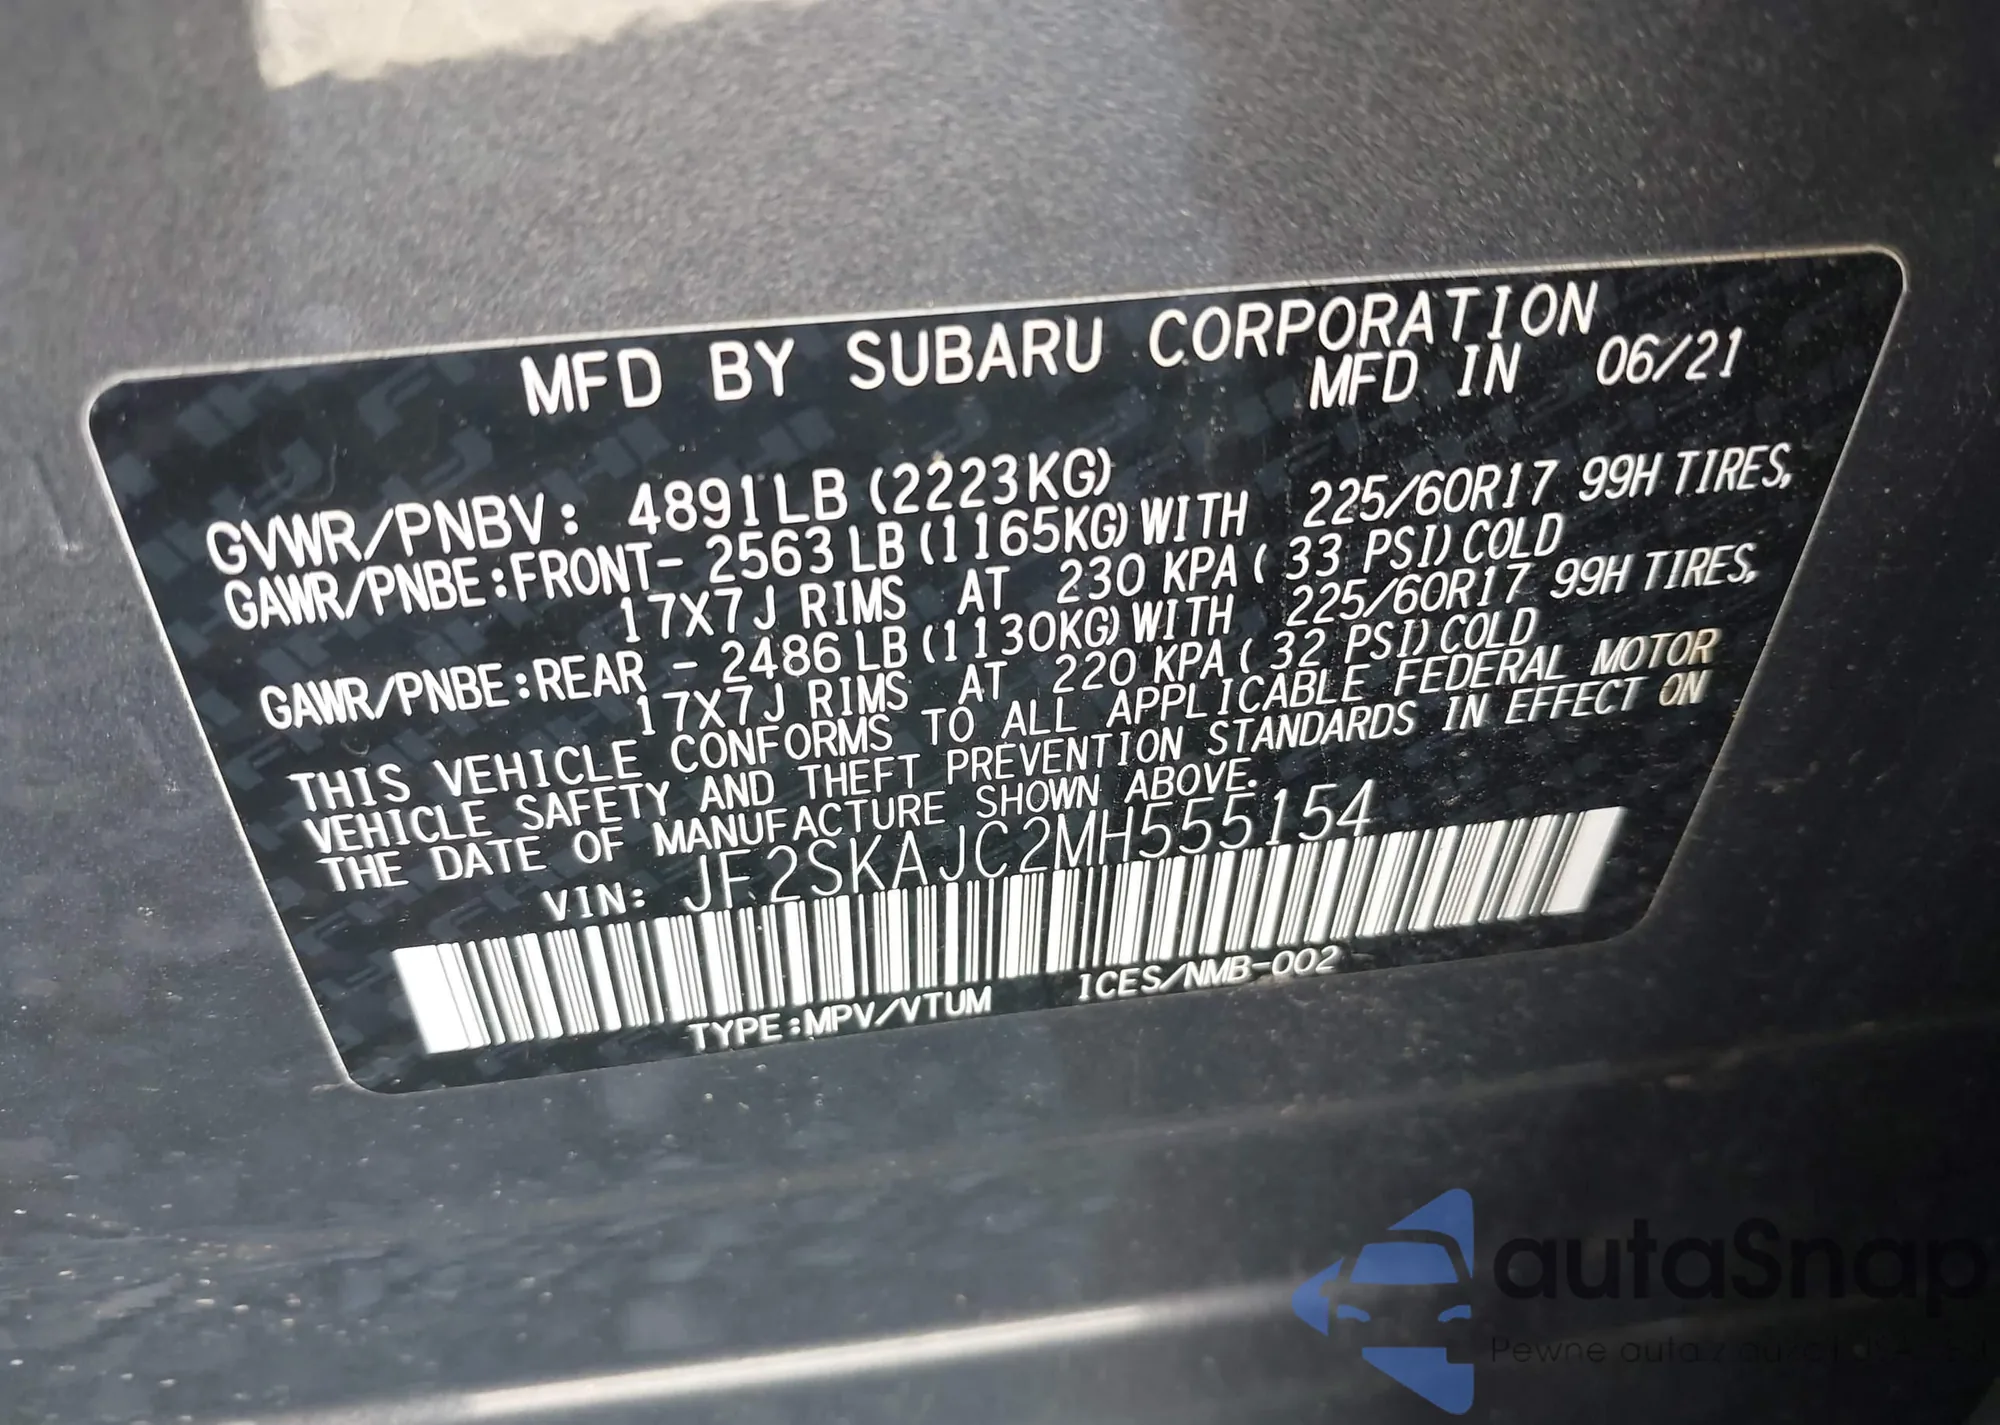 MFD BY SUBARU CORPORATION
MFD IN 06/21
GVWR/PNBV: 4891LB (2223KG)
GAWR/PNBE:FRONT- 2563 LB (1165KG) WITH 225/60R17 99H TIRES,
17X7J RIMS AT 230 KPA ( 33 PSI) COLD
GAWR/PNBE:REAR - 2486 LB (1130KG) WITH 225/60R17 99H TIRES,
17X7J RIMS AT 220 KPA ( 32 PSI) COLD
THIS VEHICLE CONFORMS TO ALL APPLICABLE FEDERAL MOTOR
VEHICLE SAFETY AND THEFT PREVENTION STANDARDS IN EFFECT ON
THE DATE OF MANUFACTURE SHOWN ABOVE.
VIN: JF2SKAJC2MH555154
TYPE:MPV/VTUM ICES/NMB-002
autaSnap
Pewne auta z